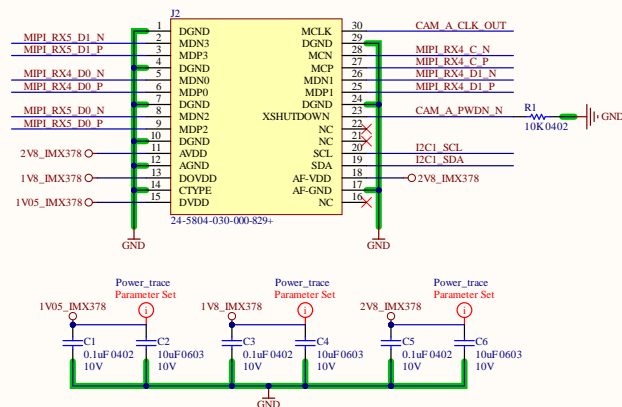 J2
1 DGND MCLK 30 CAM_A_CLK_OUT
MIPI_RX5_D1_N 2 MDN3 DGND 29
MIPI_RX5_D1_P 3 MDP3 MCN 28 MIPI_RX4_C_N
4 DGND MCP 27 MIPI_RX4_C_P
MIPI_RX4_D0_N 5 MDN0 MDN1 26 MIPI_RX4_D1_N
MIPI_RX4_D0_P 6 MDP0 MDP1 25 MIPI_RX4_D1_P
7 DGND DGND 24
MIPI_RX5_D0_N 8 MDN2 XSHUTDOWN 23 CAM_A_PWDN_N R1 GND
MIPI_RX5_D0_P 9 MDP2 NC 22 10K 0402
10 DGND NC 21
2V8_IMX378 11 AVDD SCL 20 I2C1_SCL
12 AGND SDA 19 I2C1_SDA
1V8_IMX378 13 DOVDD AF-VDD 18 2V8_IMX378
14 CTYPE AF-GND 17
1V05_IMX378 15 DVDD NC 16
24-5804-030-000-829+
GND GND
Power_trace Power_trace Power_trace
Parameter Set Parameter Set Parameter Set
1V05_IMX378 i 1V8_IMX378 i 2V8_IMX378 i
C1 C2 C3 C4 C5 C6
0.1uF 0402 10uF 0603 0.1uF 0402 10uF 0603 0.1uF 0402 10uF 0603
10V 10V 10V 10V 10V 10V
GND